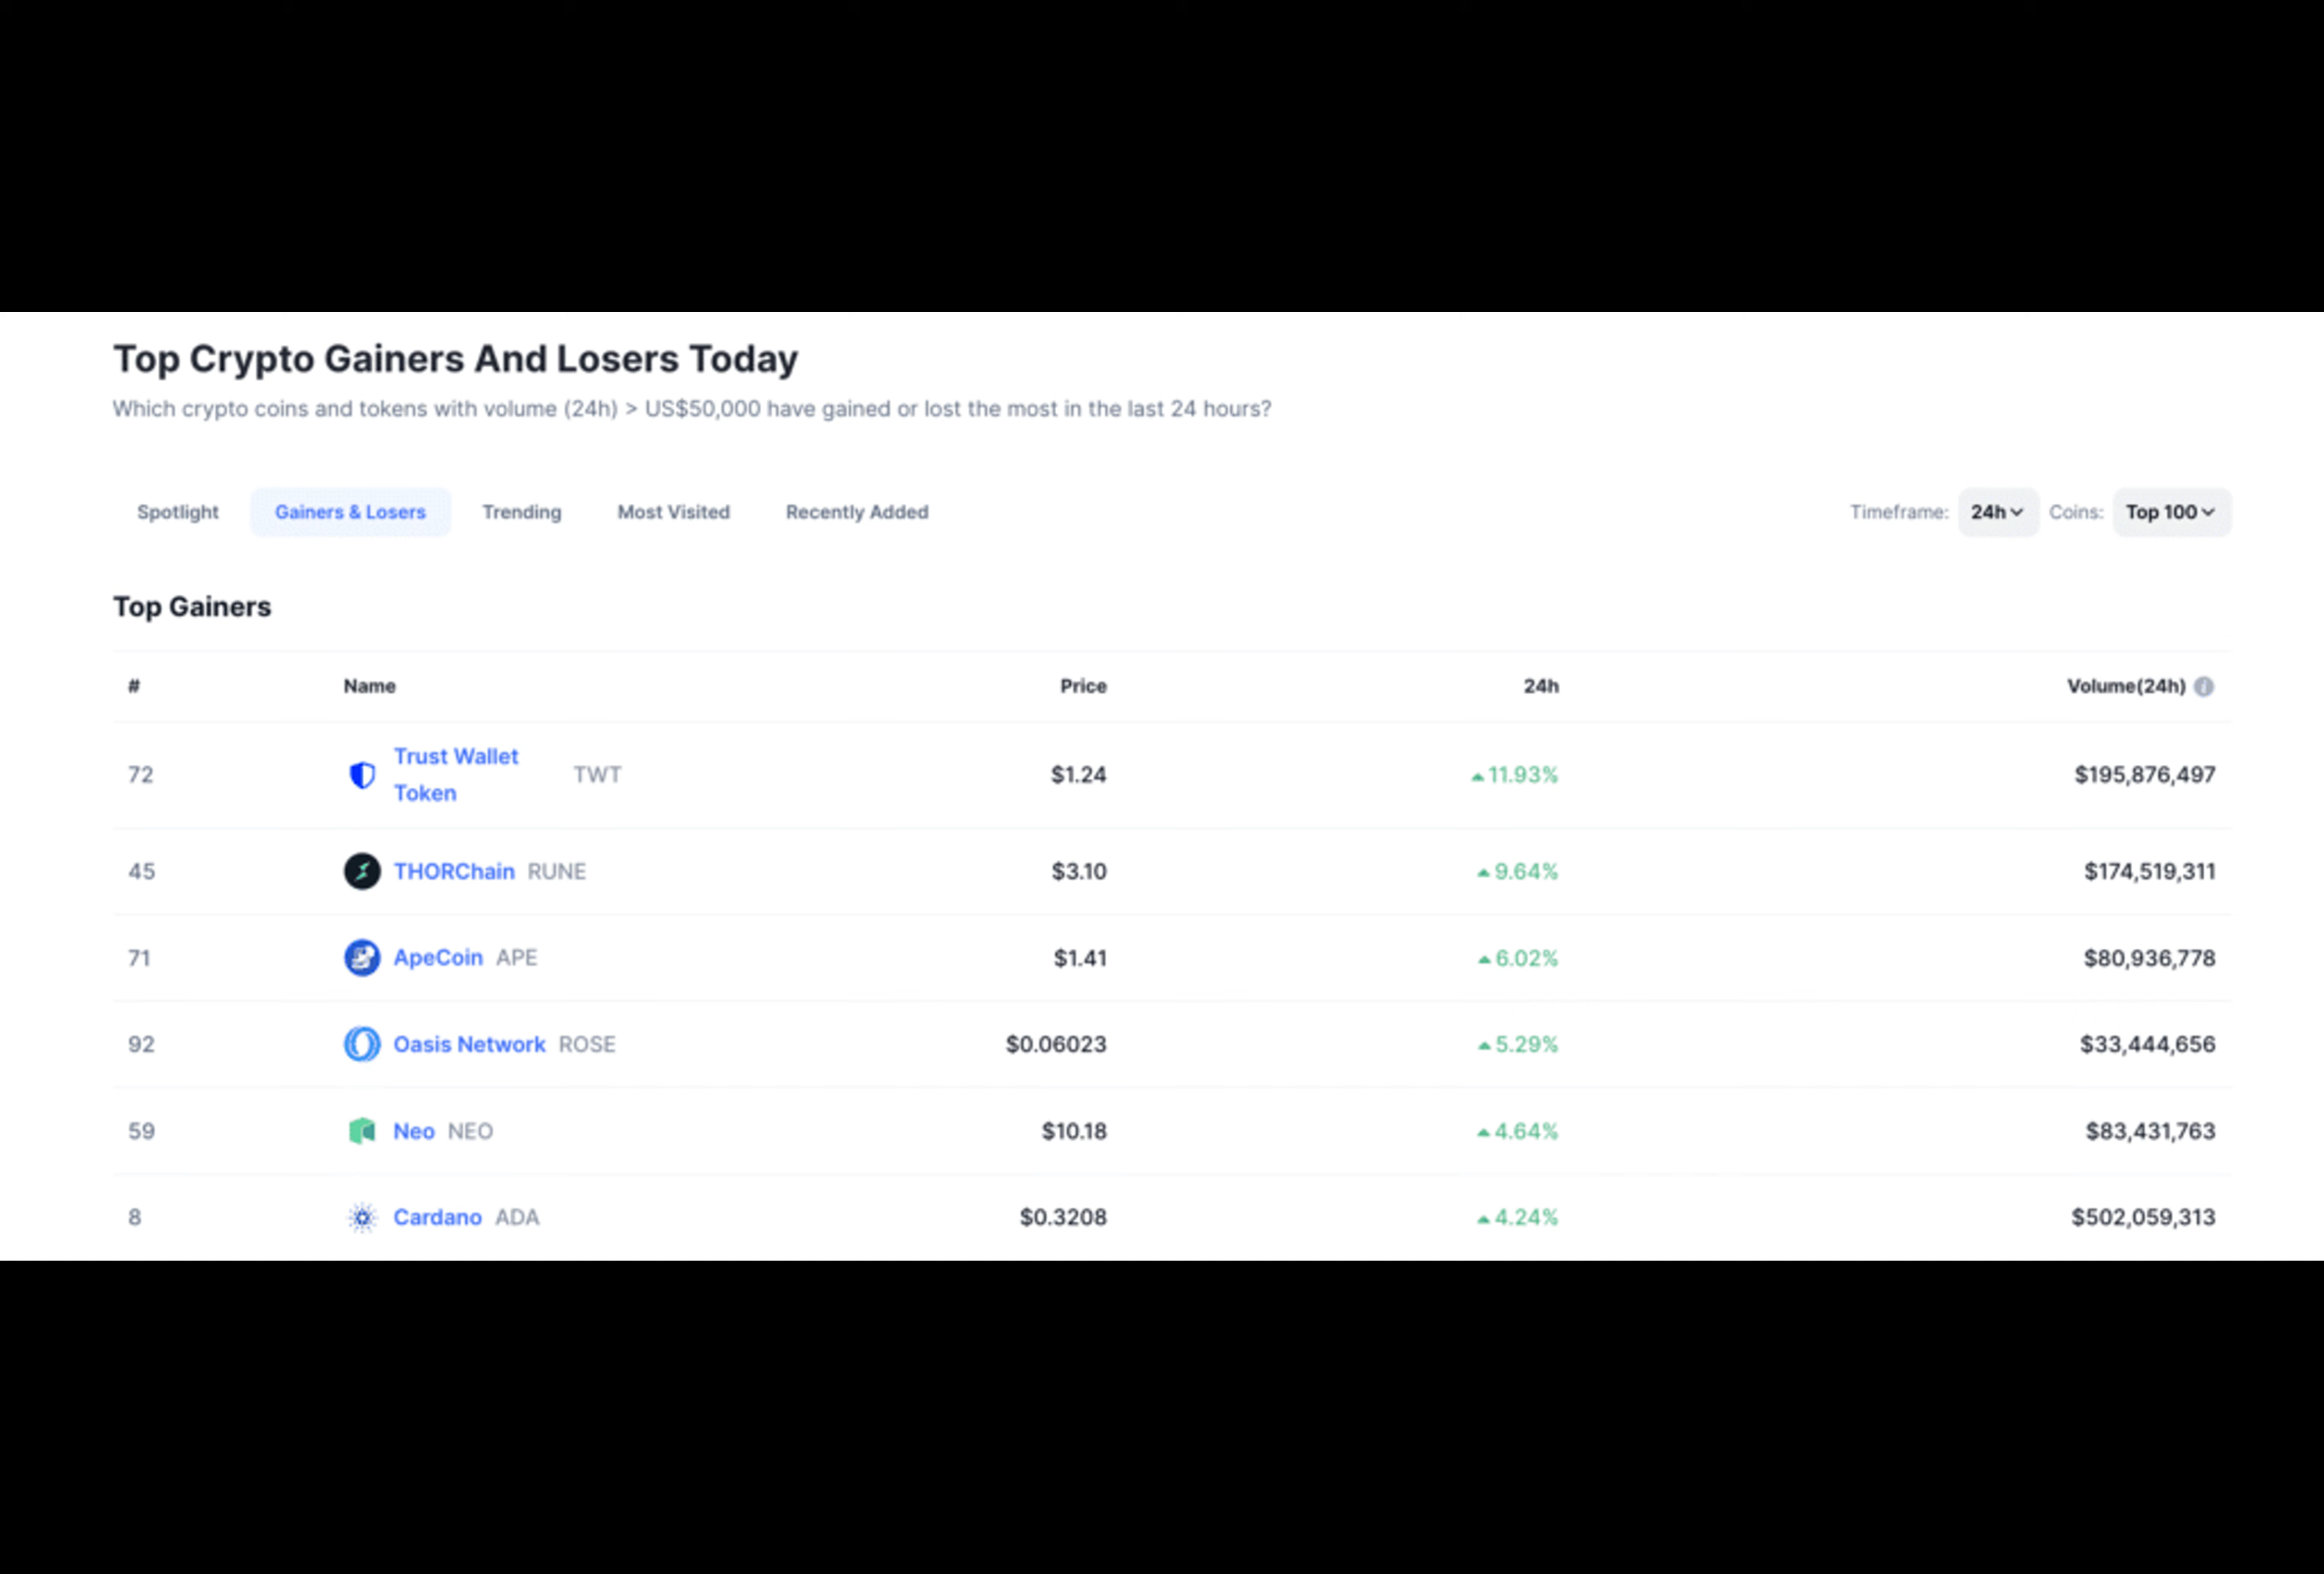 Top Crypto Gainers And Losers Today
Which crypto coins and tokens with volume (24h) > US$50,000 have gained or lost the most in the last 24 hours?
Spotlight Gainers & Losers Trending Most Visited Recently Added Timeframe: 24h Coins: Top 100
Top Gainers
# Name Price 24h Volume(24h) i
72 Trust Wallet Token TWT $1.24 11.93% $195,876,497
45 THORChain RUNE $3.10 9.64% $174,519,311
71 ApeCoin APE $1.41 6.02% $80,936,778
92 Oasis Network ROSE $0.06023 5.29% $33,444,656
59 Neo NEO $10.18 4.64% $83,431,763
8 Cardano ADA $0.3208 4.24% $502,059,313